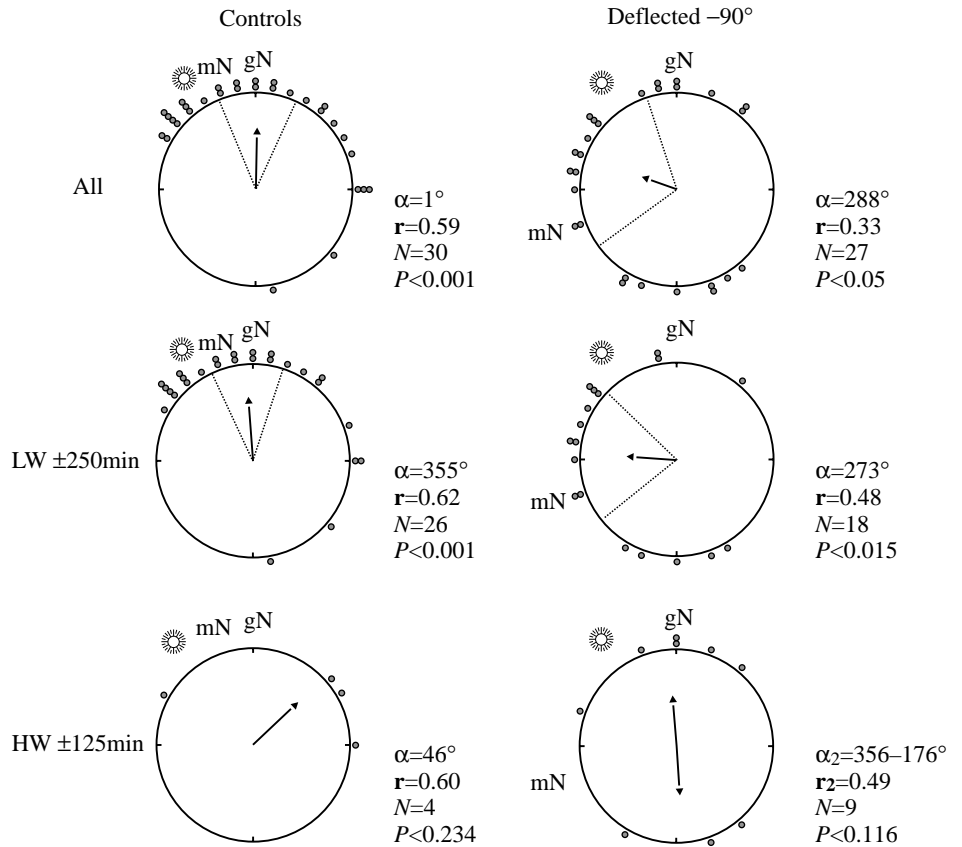 Controls
Deflected –90°
mN gN
gN
All
mN
α=1°
r=0.59
N=30
P<0.001
α=288°
r=0.33
N=27
P<0.05
mN gN
gN
LW ±250min
mN
α=355°
r=0.62
N=26
P<0.001
α=273°
r=0.48
N=18
P<0.015
mN gN
gN
HW ±125min
mN
α=46°
r=0.60
N=4
P<0.234
α₂=356–176°
r₂=0.49
N=9
P<0.116